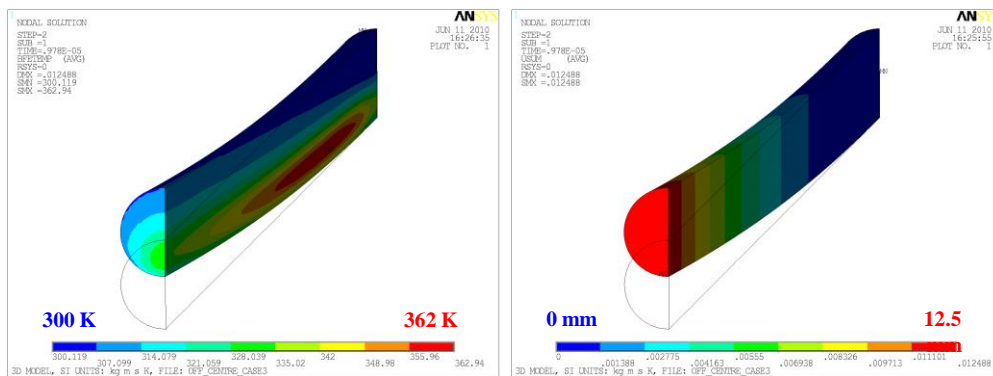 1
NODAL SOLUTION
STEP=2
SUB =1
TIME=.978E-05
BFETEMP (AVG)
RSYS=0
DMX =.012488
SMN =300.119
SMX =362.94
ANSYS
JUN 11 2010
16:26:35
PLOT NO. 1
300 K
362 K
300.119 314.079 328.039 342 355.96
307.099 321.059 335.02 348.98 362.94
3D MODEL, SI UNITS: kg m s K, FILE: OFF_CENTRE_CASE3
1
NODAL SOLUTION
STEP=2
SUB =1
TIME=.978E-05
USUM (AVG)
RSYS=0
DMX =.012488
SMX =.012488
ANSYS
JUN 11 2010
16:25:55
PLOT NO. 1
MN
0 mm
12.5
0 .002775 .00555 .008326 .011101
.001388 .004163 .006938 .009713 .012488
3D MODEL, SI UNITS: kg m s K, FILE: OFF_CENTRE_CASE3